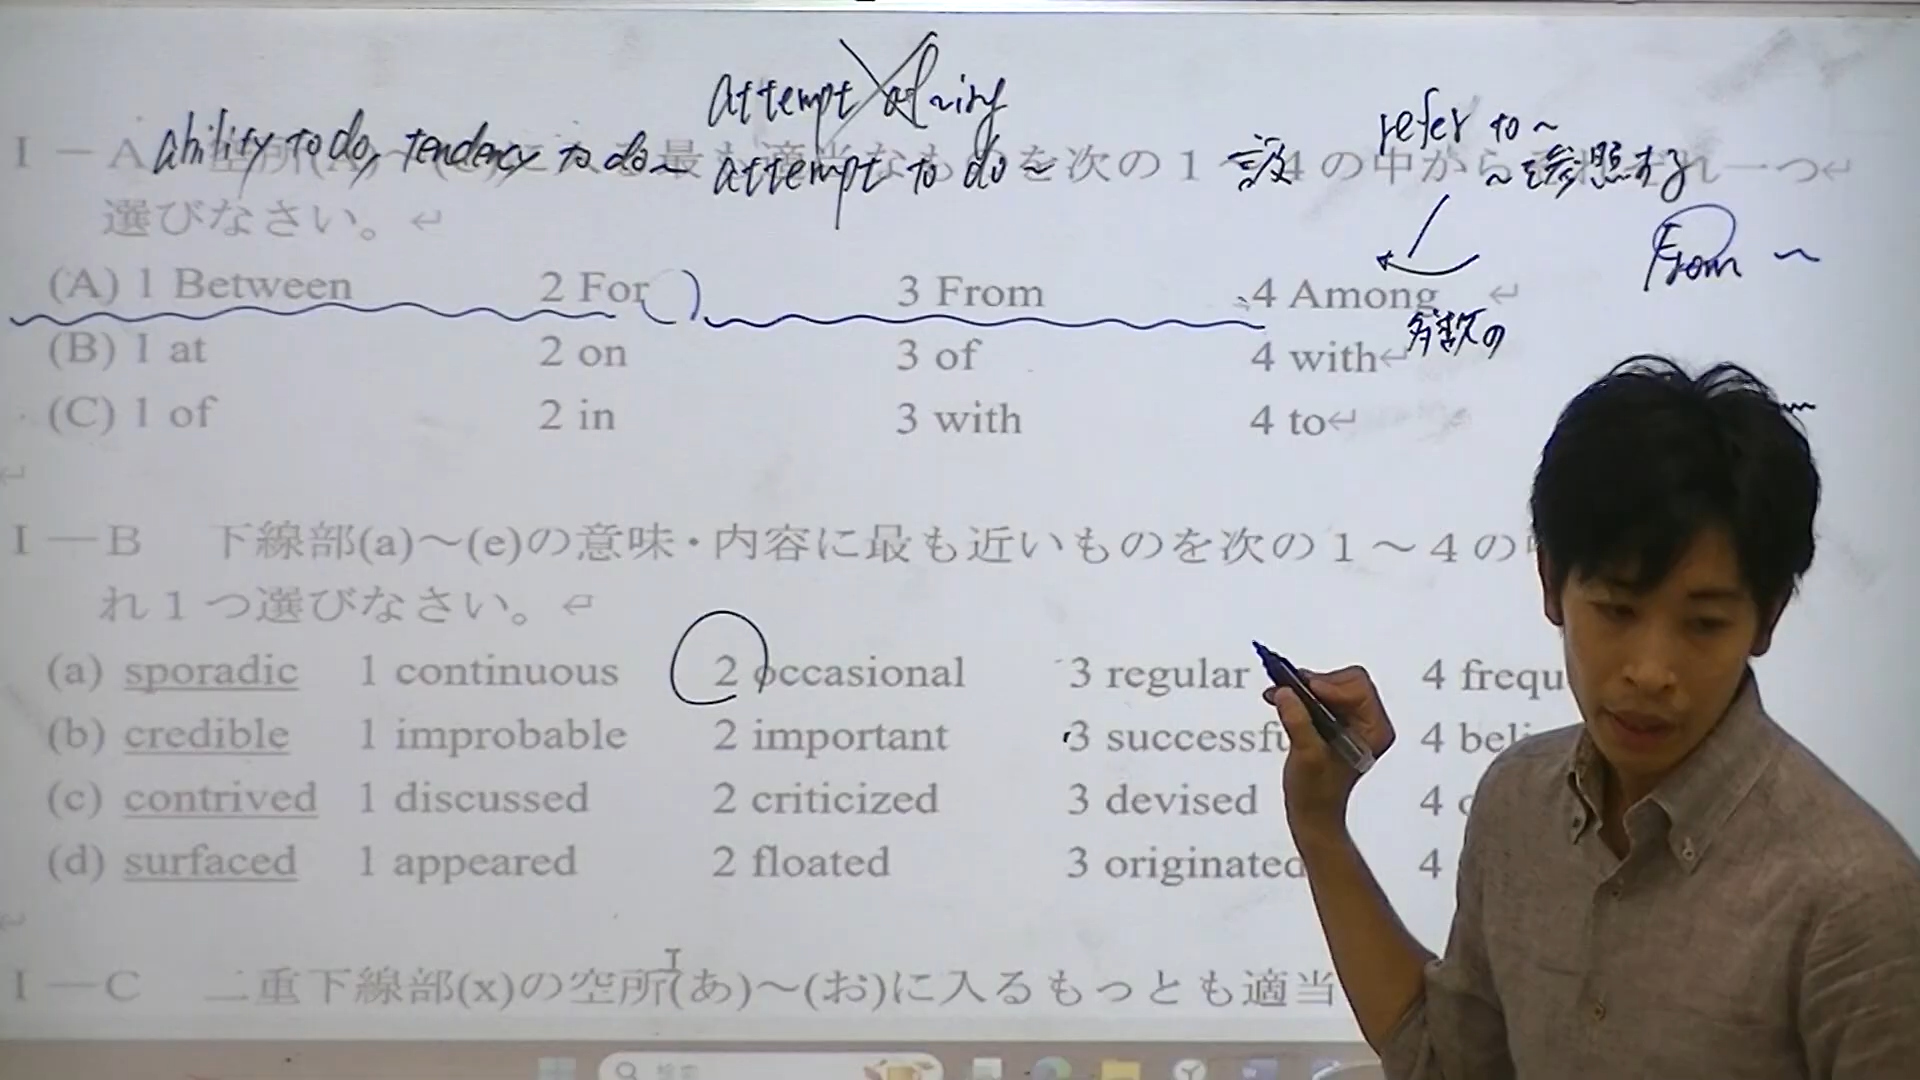 attempt of ~ing
refer to ~
I－A
ability to do, tendency to do ~
attempt to do ~
最も適当なものを次の１
4の中から
~を参照する
一つ
選びなさい。
From ~
(A) 1 Between 2 For ( ) 3 From 4 Among
多数の
(B) 1 at 2 on 3 of 4 with
(C) 1 of 2 in 3 with 4 to
I－B 下線部(a)～(e)の意味・内容に最も近いものを次の１～４の
れ１つ選びなさい。
(a) sporadic 1 continuous 2 occasional 3 regular 4 frequ
(b) credible 1 improbable 2 important 3 successfu 4 beli
(c) contrived 1 discussed 2 criticized 3 devised 4
(d) surfaced 1 appeared 2 floated 3 originated 4
I－C 二重下線部(x)の空所(あ)～(お)に入るもっとも適当
検索